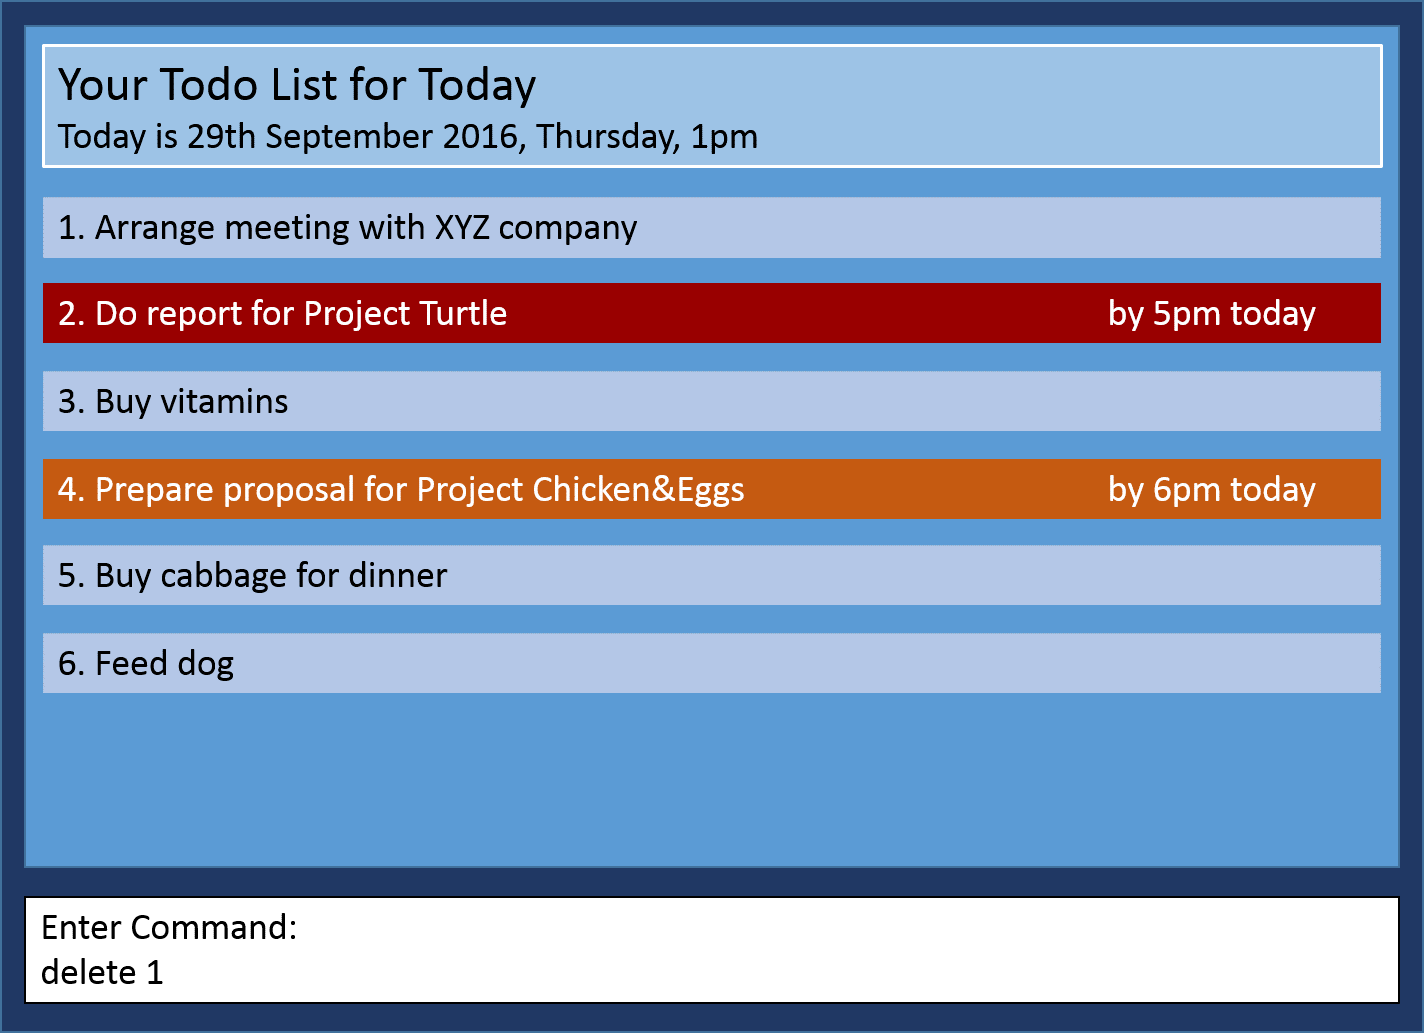 Your Todo List for Today
Today is 29th September 2016, Thursday, 1pm
1. Arrange meeting with XYZ company
2. Do report for Project Turtle by 5pm today
3. Buy vitamins
4. Prepare proposal for Project Chicken&Eggs by 6pm today
5. Buy cabbage for dinner
6. Feed dog
Enter Command:
delete 1